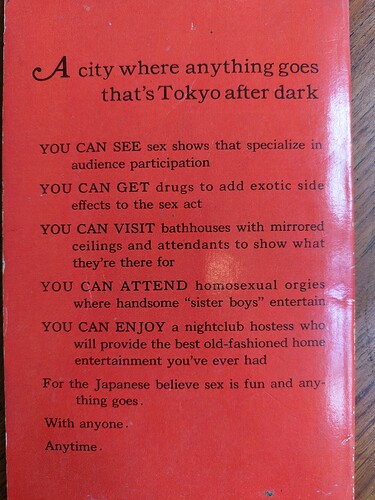 A city where anything goes
that's Tokyo after dark
YOU CAN SEE sex shows that specialize in
audience participation
YOU CAN GET drugs to add exotic side
effects to the sex act
YOU CAN VISIT bathhouses with mirrored
ceilings and attendants to show what
they're there for
YOU CAN ATTEND homosexual orgies
where handsome "sister boys" entertain
YOU CAN ENJOY a nightclub hostess who
will provide the best old-fashioned home
entertainment you've ever had
For the Japanese believe sex is fun and any-
thing goes.
With anyone.
Anytime.